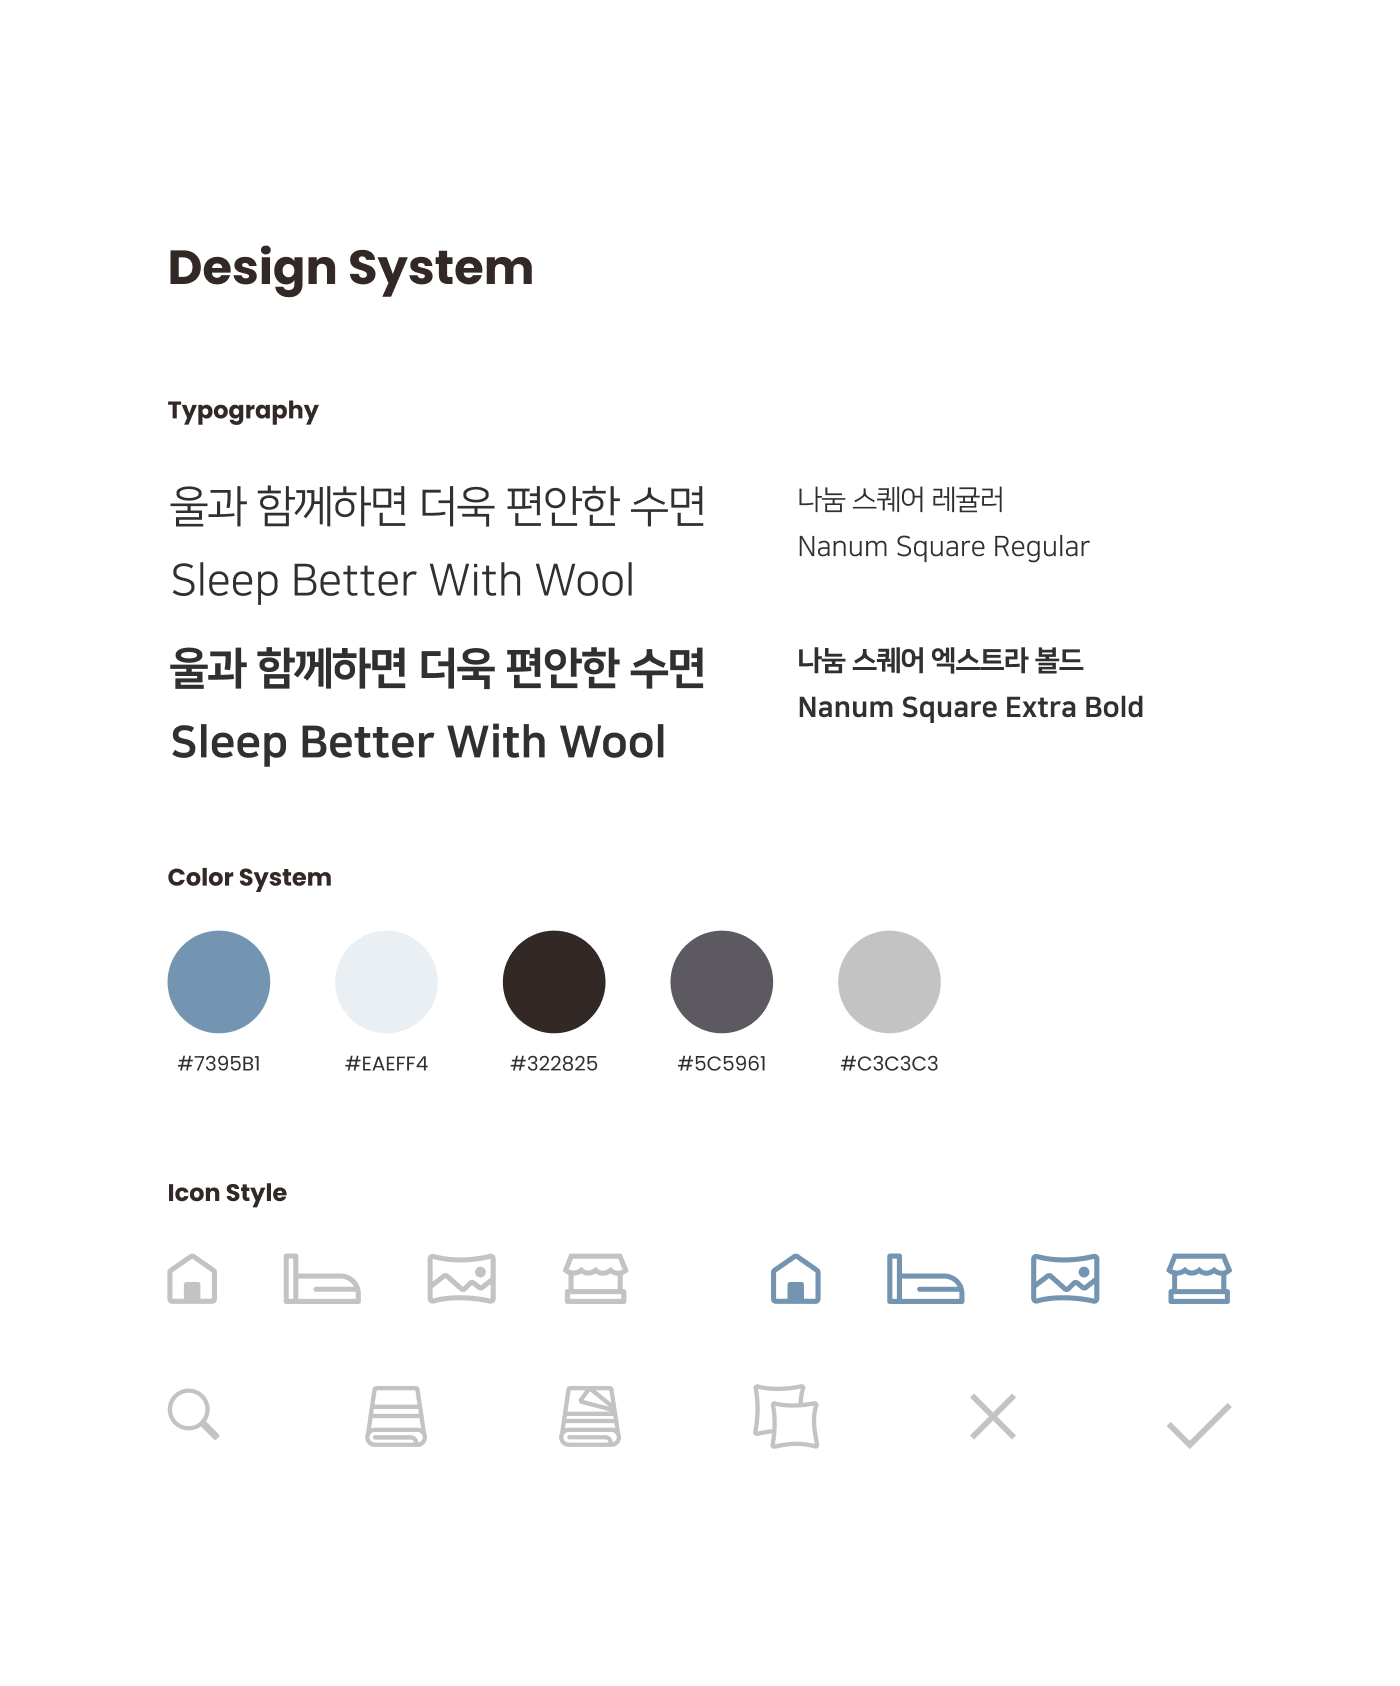 Design System
Typography
울과 함께하면 더욱 편안한 수면
Sleep Better With Wool
나눔 스퀘어 레귤러
Nanum Square Regular
울과 함께하면 더욱 편안한 수면
Sleep Better With Wool
나눔 스퀘어 엑스트라 볼드
Nanum Square Extra Bold
Color System
#7395B1
#EAEFF4
#322825
#5C5961
#C3C3C3
Icon Style